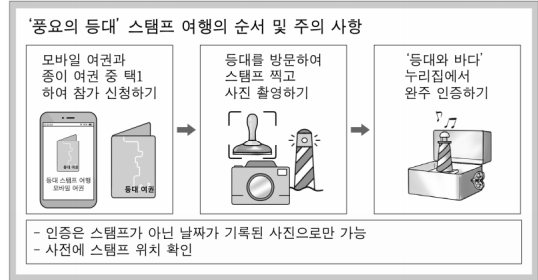 ‘풍요의 등대’ 스탬프 여행의 순서 및 주의 사항
모바일 여권과
종이 여권 중 택1
하여 참가 신청하기
등대 여권
등대 스탬프 여행
모바일 여권
등대 여권
등대를 방문하여
스탬프 찍고
사진 촬영하기
‘등대와 바다’
누리집에서
완주 인증하기
- 인증은 스탬프가 아닌 날짜가 기록된 사진으로만 가능
- 사전에 스탬프 위치 확인